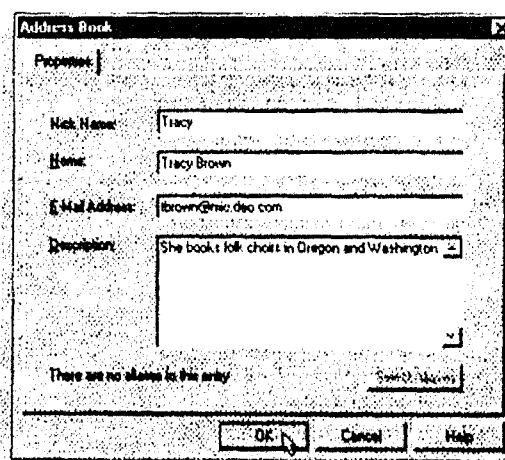 Address Book
Properties
Nick Name: Tracy
Name: Tracy Brown
E-Mail Address:
Description: She books folk choirs in Oregon and Washington
There are no aliases to this entry
OK Cancel Help